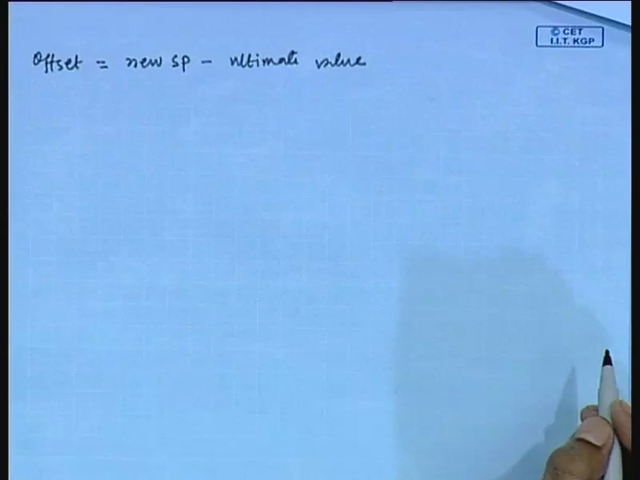 © CET
I.I.T. KGP
Offset = new SP - ultimate value